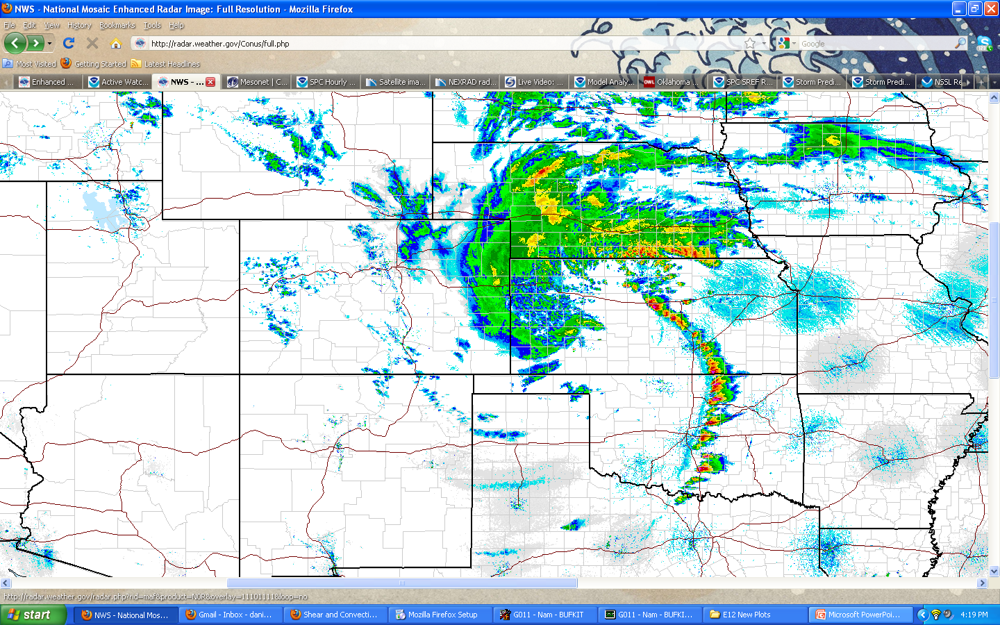 NWS - National Mosaic Enhanced Radar Image: Full Resolution - Mozilla Firefox
File Edit View History Bookmarks Tools Help
http://radar.weather.gov/Conus/full.php
Google
Most Visited Getting Started Latest Headlines
Enhanced ... Active Watc... NWS - ... Mesonet | C... SPC Hourly ... Satellite ima... NEXRAD rad... Live Video: ... Model Analy... OWL Oklahoma ... SPC SREF R... Storm Predi... Storm Predi... NSSL Re
http://radar.weather.gov/radar.php?rid=maf&product=N0R&overlay=11101111&loop=no
start NWS - National Mos... Gmail - Inbox - dani... Shear and Convecti... Mozilla Firefox Setup G011 - Nam - BUFKIT G011 - Nam - BUFKI... E12 New Plots Microsoft PowerPoi... 4:19 PM